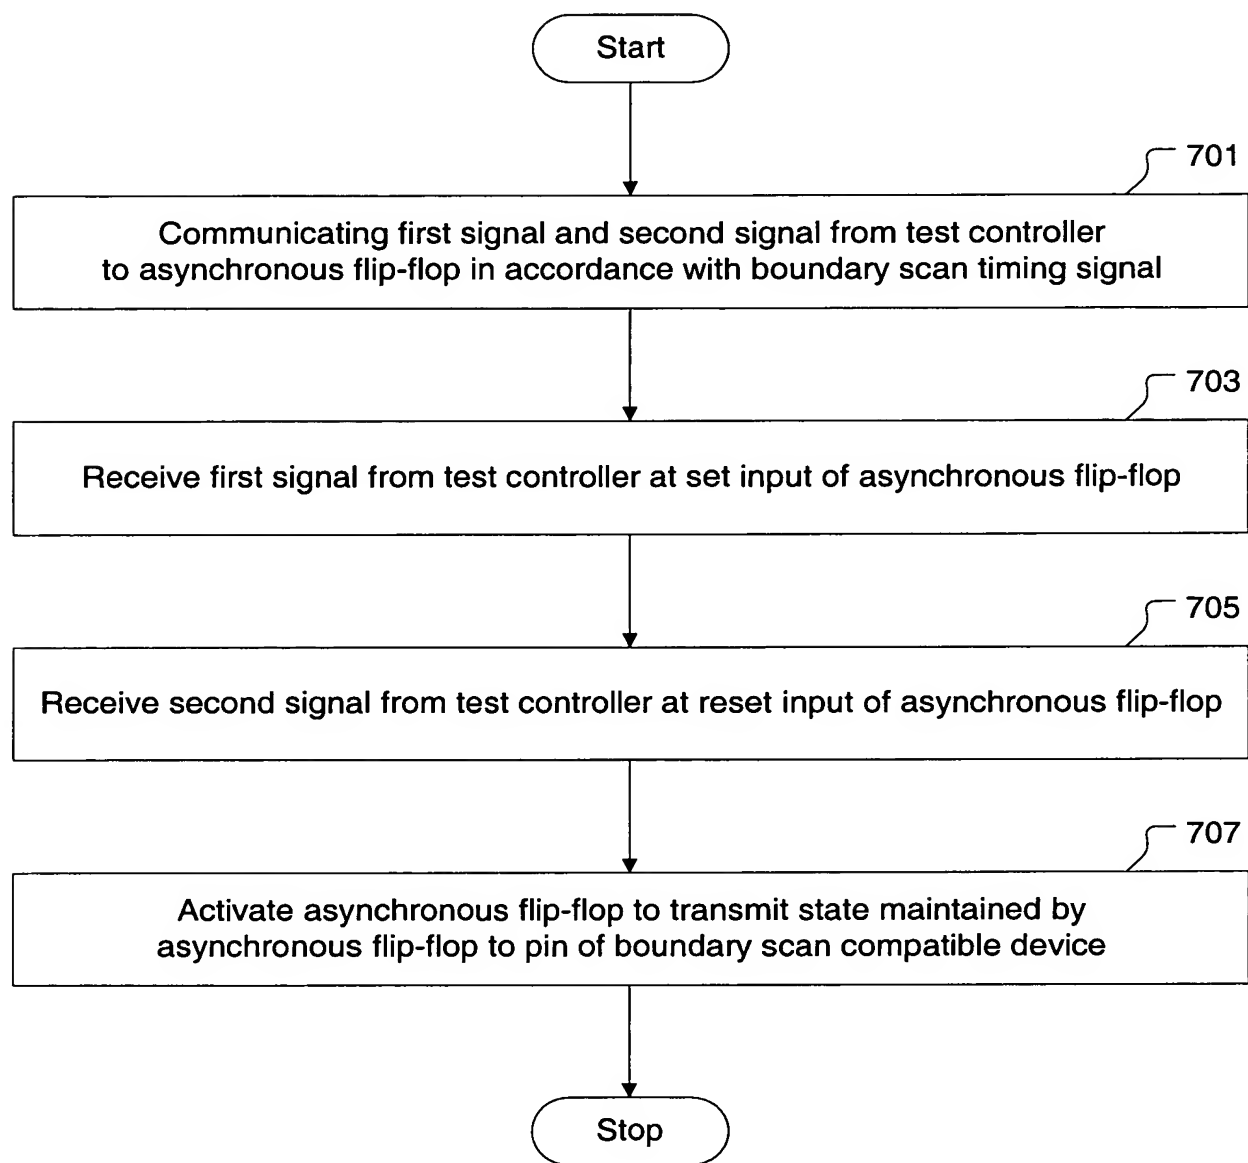 Start
701
Communicating first signal and second signal from test controller
to asynchronous flip-flop in accordance with boundary scan timing signal
703
Receive first signal from test controller at set input of asynchronous flip-flop
705
Receive second signal from test controller at reset input of asynchronous flip-flop
707
Activate asynchronous flip-flop to transmit state maintained by
asynchronous flip-flop to pin of boundary scan compatible device
Stop